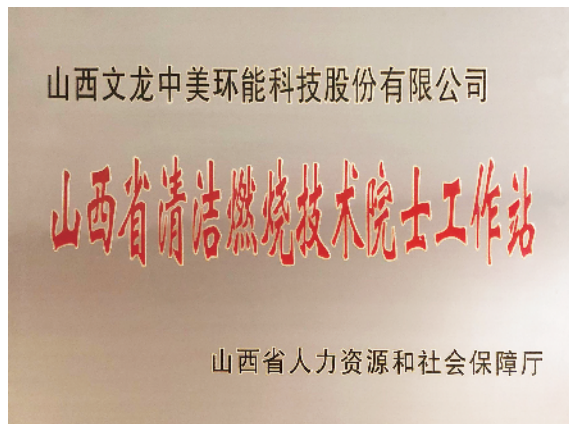 山西文龙中美环能科技股份有限公司
山西省清洁燃烧技术院士工作站
山西省人力资源和社会保障厅